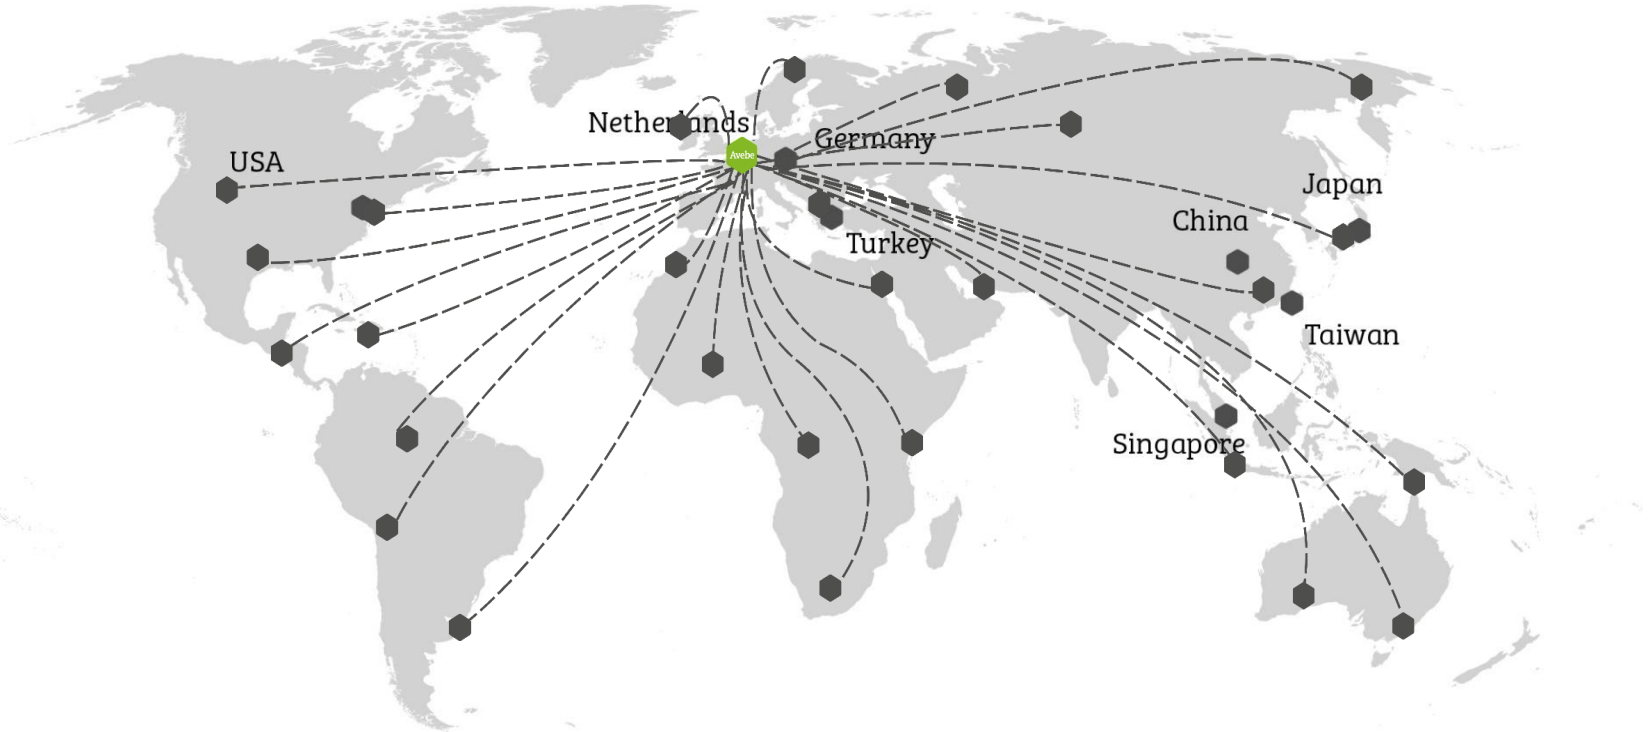 Netherlands
Germany
Avebe
USA
Japan
China
Turkey
Taiwan
Singapore